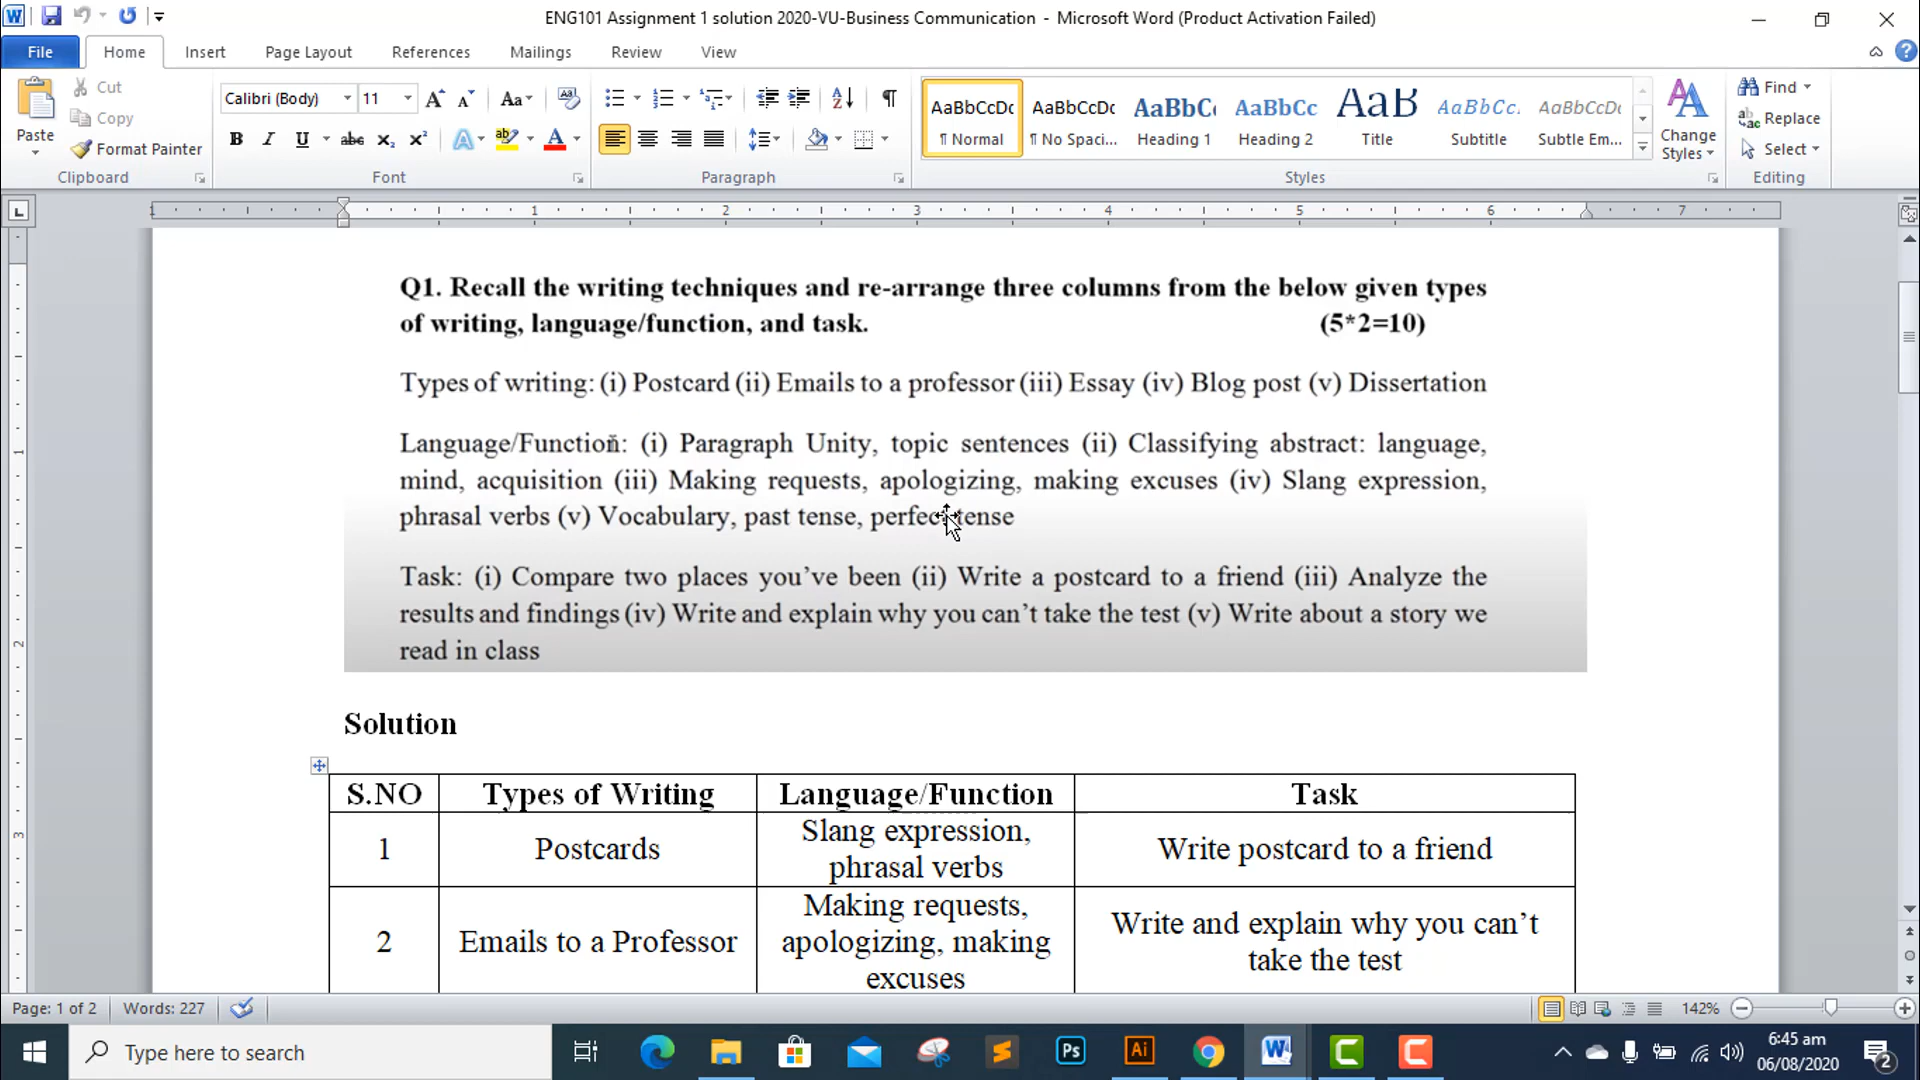 ENG101 Assignment 1 solution 2020-VU-Business Communication - Microsoft Word (Product Activation Failed)
File Home Insert Page Layout References Mailings Review View
Cut
Copy
Format Painter
Paste
Clipboard
Calibri (Body) 11
Font
Paragraph
AaBbCcDc AaBbCcDc AaBbC AaBbCc AaB AaBbCc. AaBbCcDc
¶ Normal ¶ No Spaci... Heading 1 Heading 2 Title Subtitle Subtle Em...
Styles
Change
Styles
Find
Replace
Select
Editing
1 1 2 3 4 5 6 7
Q1. Recall the writing techniques and re-arrange three columns from the below given types
of writing, language/function, and task. (5*2=10)
Types of writing: (i) Postcard (ii) Emails to a professor (iii) Essay (iv) Blog post (v) Dissertation
Language/Function: (i) Paragraph Unity, topic sentences (ii) Classifying abstract: language,
mind, acquisition (iii) Making requests, apologizing, making excuses (iv) Slang expression,
phrasal verbs (v) Vocabulary, past tense, perfect tense
Task: (i) Compare two places you’ve been (ii) Write a postcard to a friend (iii) Analyze the
results and findings (iv) Write and explain why you can’t take the test (v) Write about a story we
read in class
Solution
S.NO Types of Writing Language/Function Task
1 Postcards Slang expression, phrasal verbs Write postcard to a friend
2 Emails to a Professor Making requests, apologizing, making excuses Write and explain why you can’t take the test
Page: 1 of 2 Words: 227 142%
Type here to search
6:45 am
06/08/2020
2